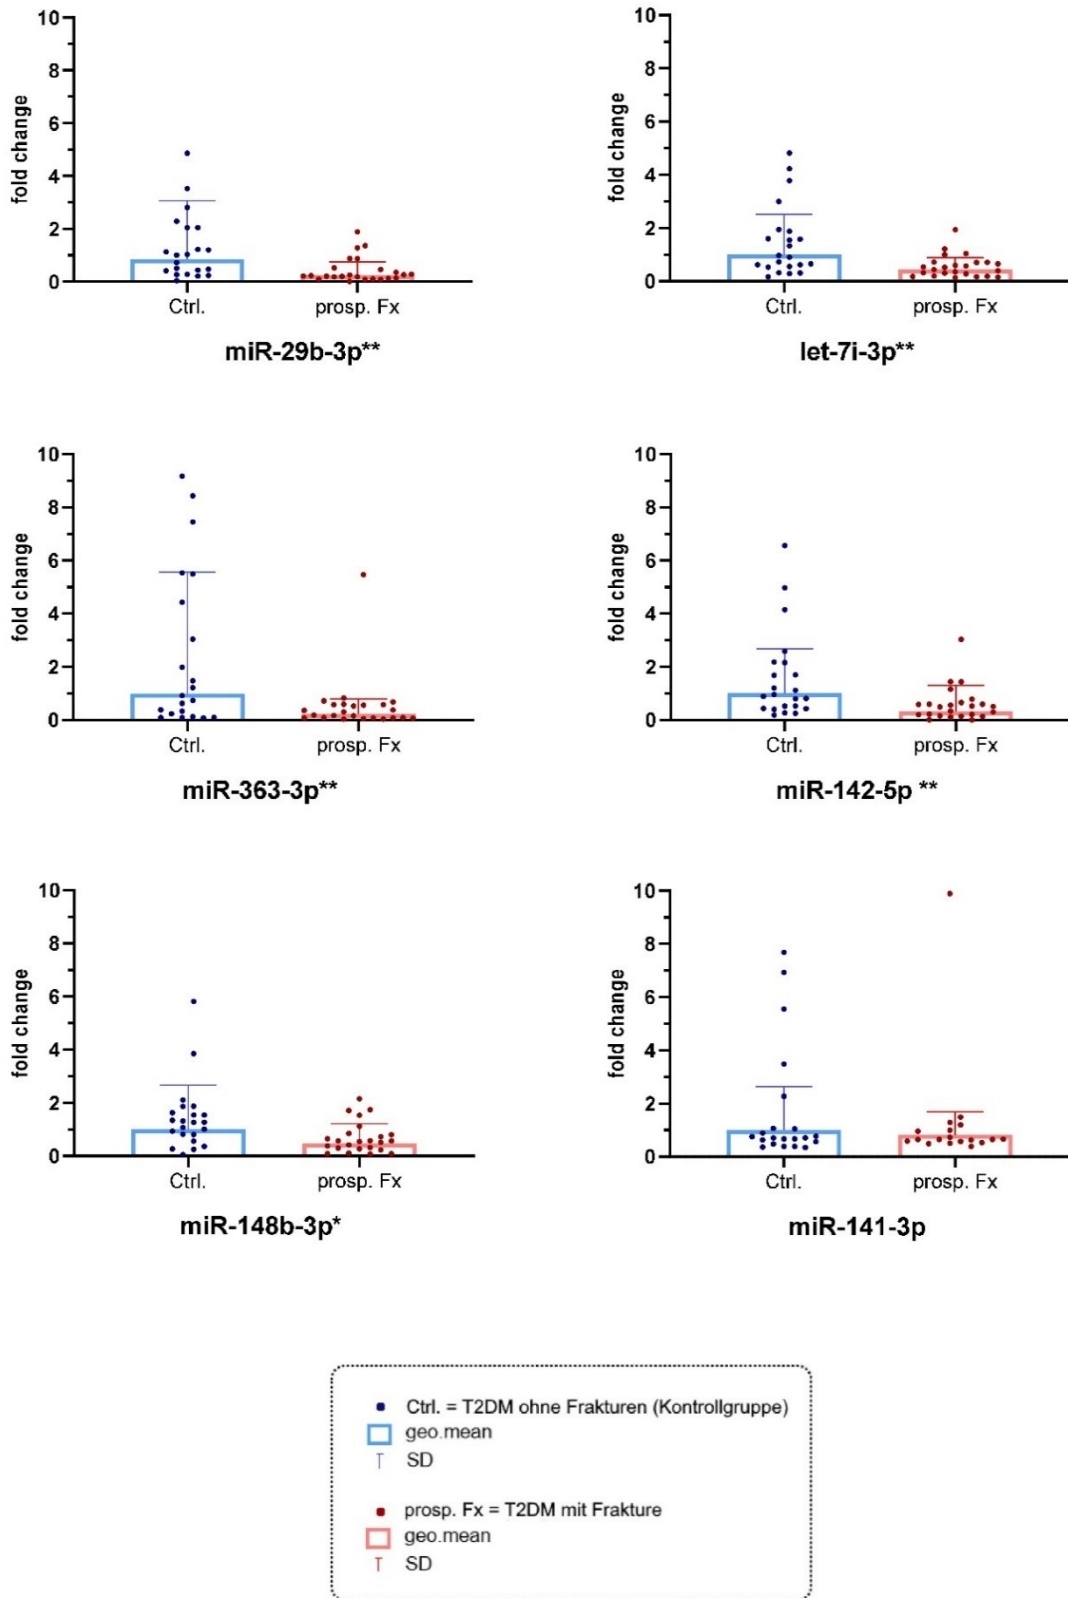 10
8
6
4
2
0
fold change
Ctrl.
prosp. Fx
miR-29b-3p**
10
8
6
4
2
0
fold change
Ctrl.
prosp. Fx
let-7i-3p**
10
8
6
4
2
0
fold change
Ctrl.
prosp. Fx
miR-363-3p**
10
8
6
4
2
0
fold change
Ctrl.
prosp. Fx
miR-142-5p **
10
8
6
4
2
0
fold change
Ctrl.
prosp. Fx
miR-148b-3p*
10
8
6
4
2
0
fold change
Ctrl.
prosp. Fx
miR-141-3p
Ctrl. = T2DM ohne Frakturen (Kontrollgruppe)
geo.mean
SD
prosp. Fx = T2DM mit Frakture
geo.mean
SD